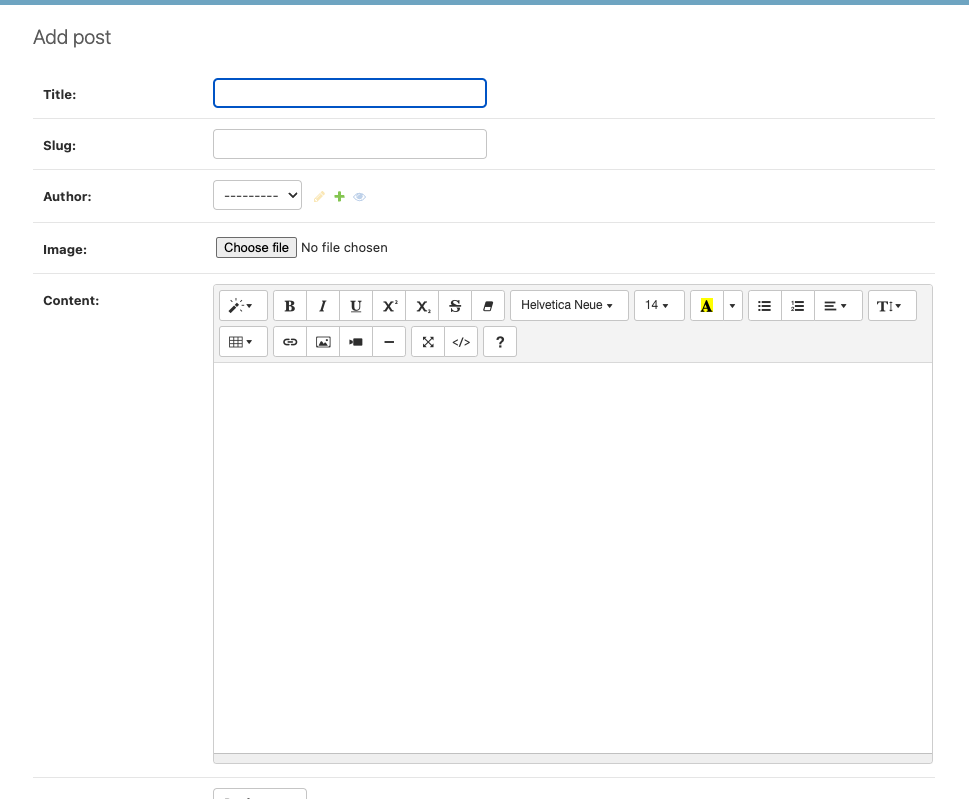 Add post
Title:
Slug:
Author:
---------
Image:
Choose file No file chosen
Content:
B I U X² X₂ S Helvetica Neue 14 A T
</> ?